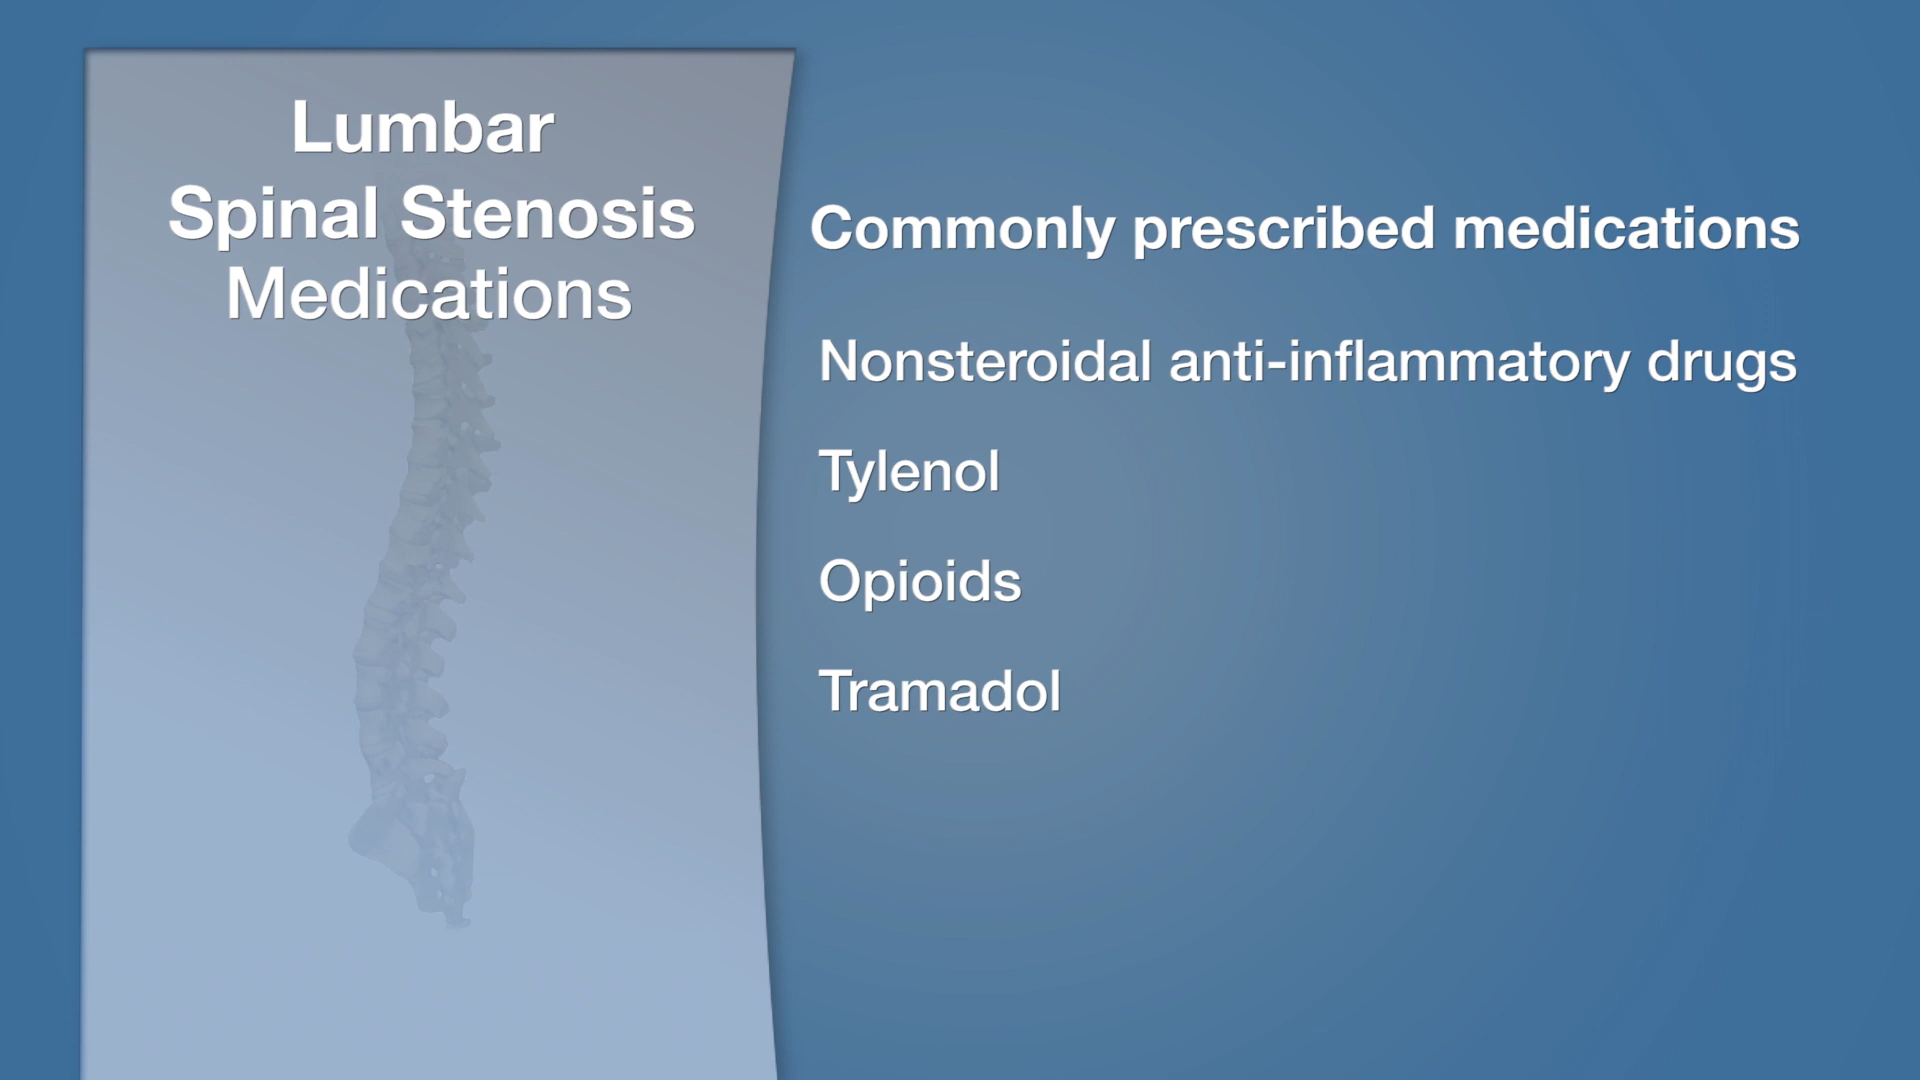 Lumbar
Spinal Stenosis
Medications
Commonly prescribed medications
Nonsteroidal anti-inflammatory drugs
Tylenol
Opioids
Tramadol